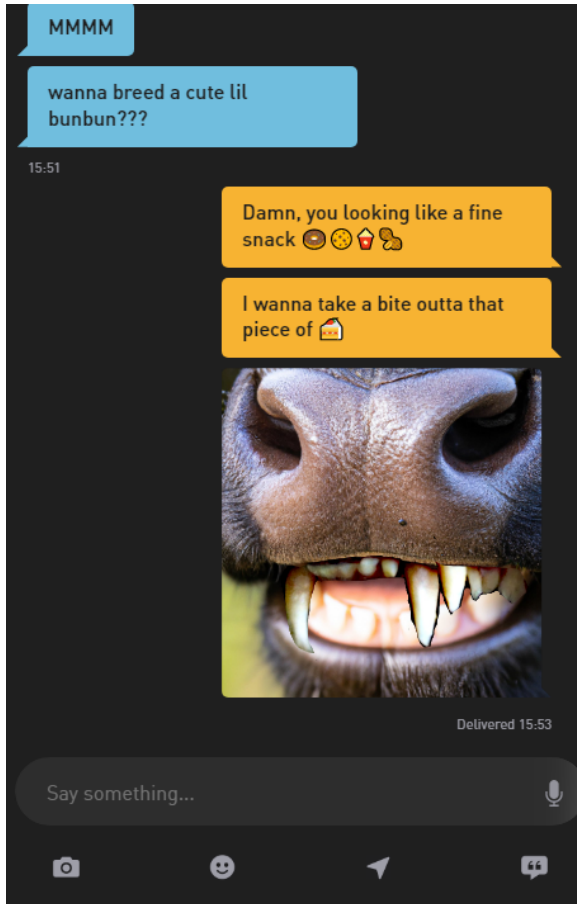 MMMM
wanna breed a cute lil
bunbun???
15:51
Damn, you looking like a fine
snack 🍩🍪🍿🥜
I wanna take a bite outta that
piece of 🍰
Delivered 15:53
Say something...